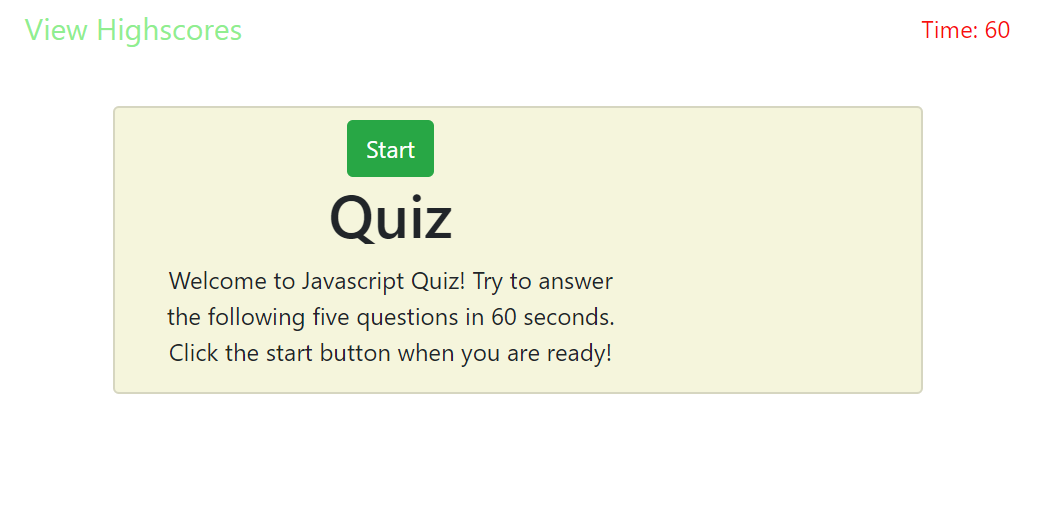 View Highscores
Time: 60
Start
Quiz
Welcome to Javascript Quiz! Try to answer
the following five questions in 60 seconds.
Click the start button when you are ready!